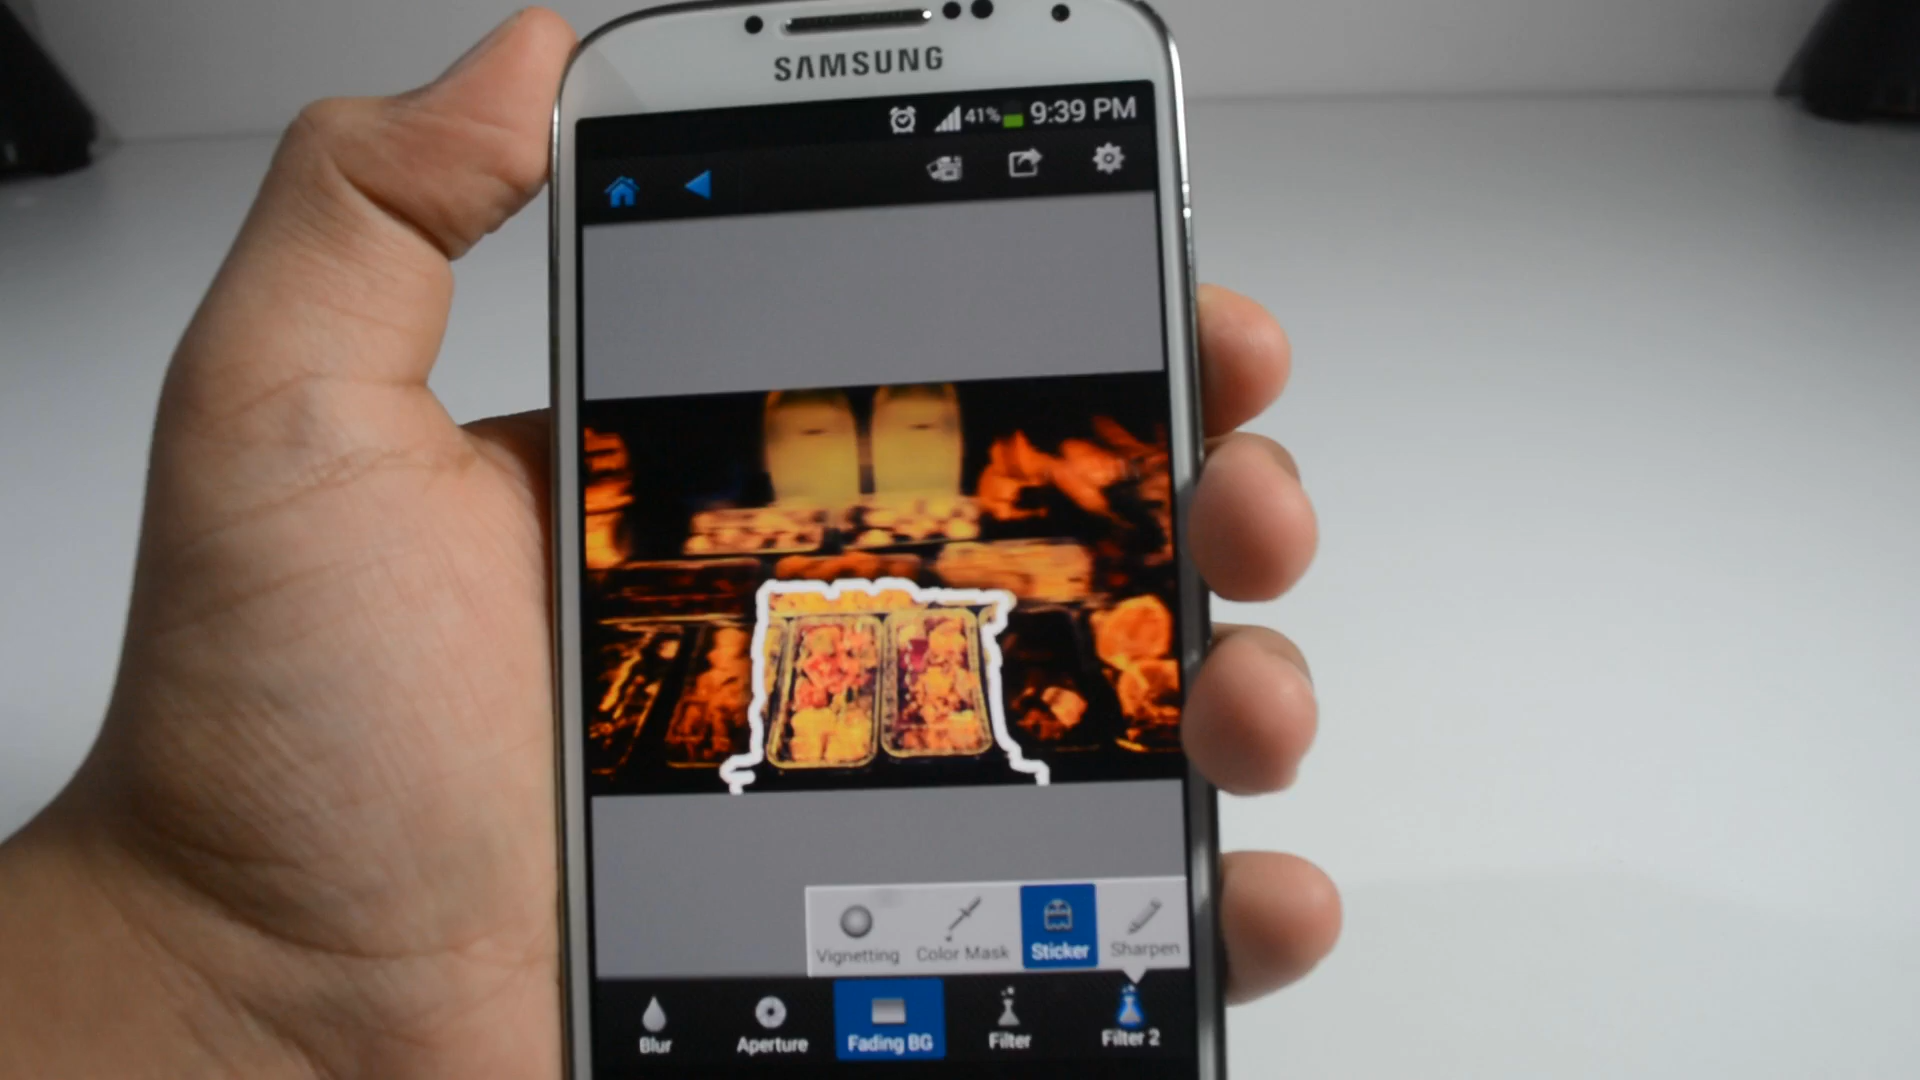 SAMSUNG
41% 9:39 PM
Vignetting Color Mask Sticker Sharpen
Blur Aperture Fading BG Filter Filter 2